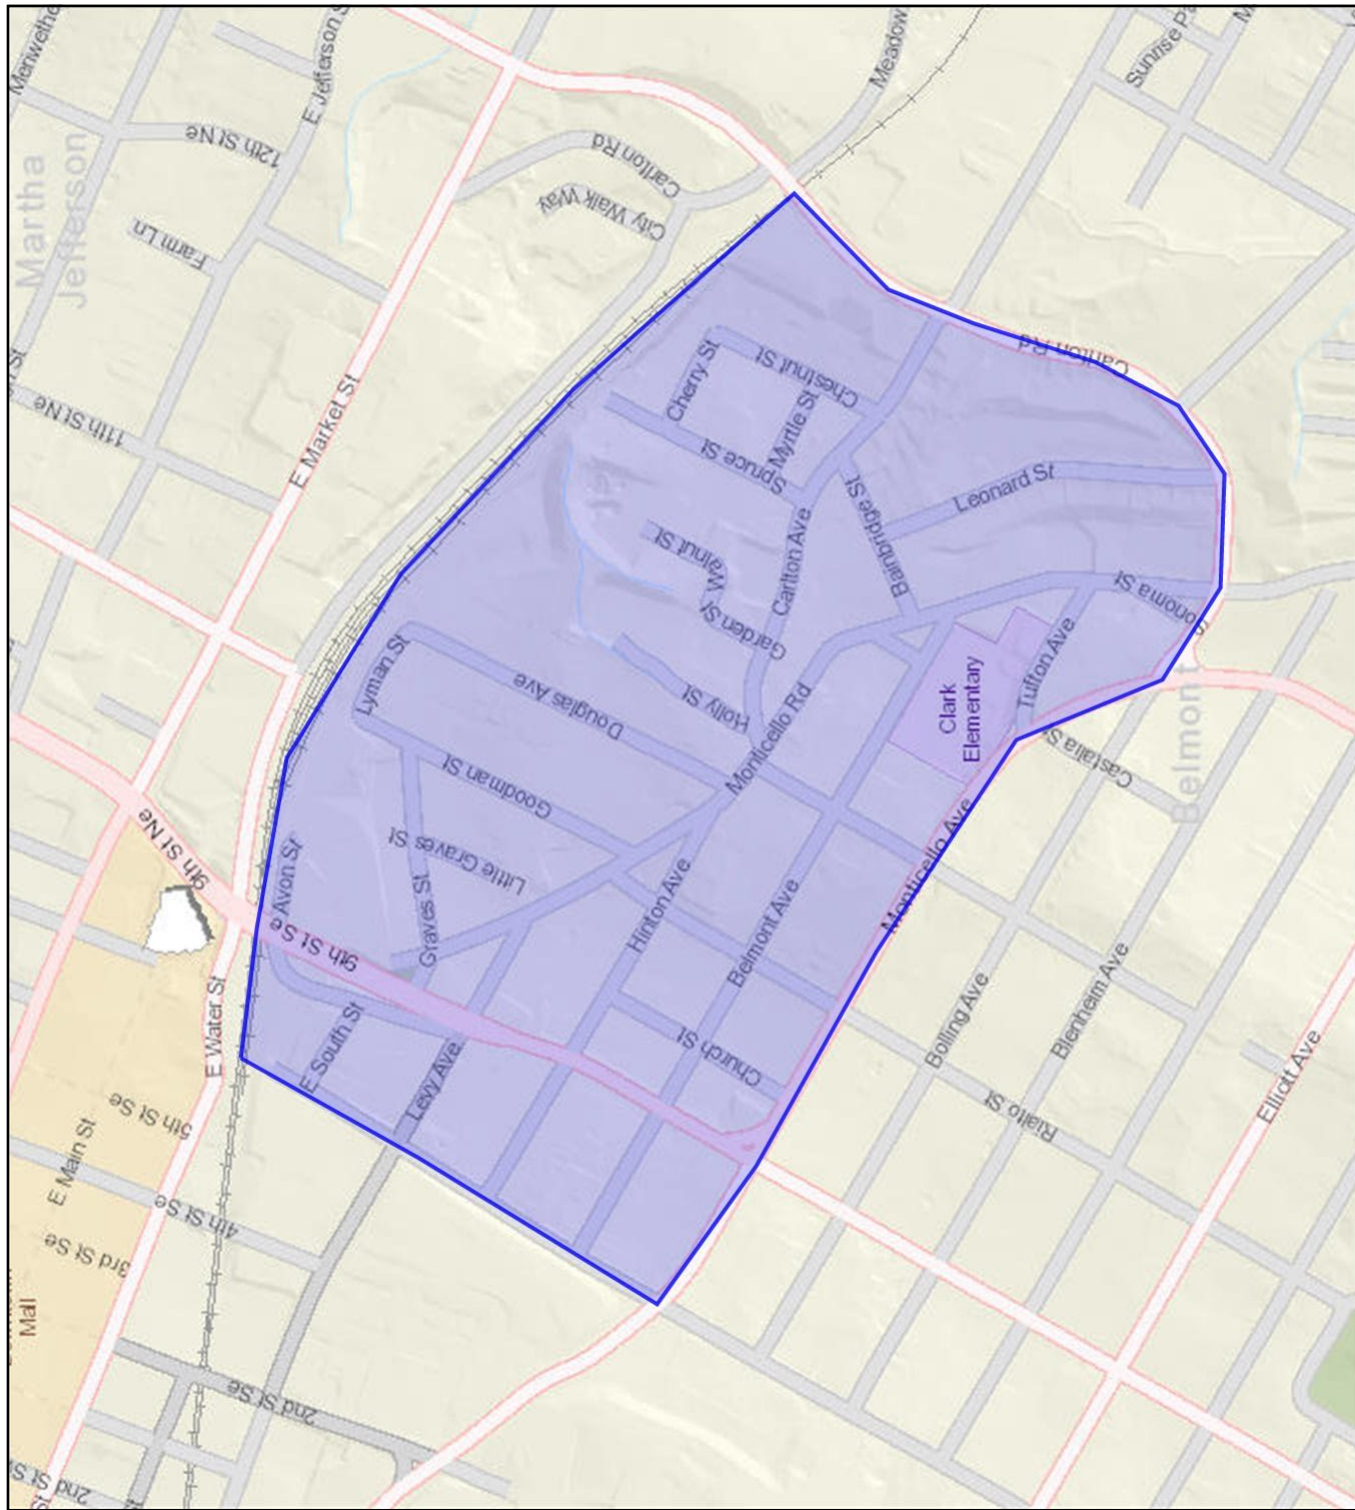 Meriwethe
E Jefferson S
Meadow
Sunrise Pa
12th St Ne
Martha
Jefferson
Carlton Rd
City Walk Way
Farm Ln
E Market St
11th St Ne
Cherry St
Chestnut St
Myrtle St
Spruce St
Carlton Rd
Leonard St
Bainbridge St
Walnut St
Carlton Ave
Garden St
Sonoma St
Tufton Ave
Clark
Elementary
Lyman St
Douglas Ave
Holly St
Monticello Rd
Castalia S
Belmont
Goodman St
Little Graves St
9th St Ne
Avon St
9th St Se
Graves St
Hinton Ave
Belmont Ave
Monticello Ave
Bolling Ave
Blenheim Ave
E Water St
E South St
Levy Ave
Church St
Rialto St
Elliott Ave
5th St Se
E Main St
4th St Se
3rd St Se
Mall
2nd St Se
2nd St S